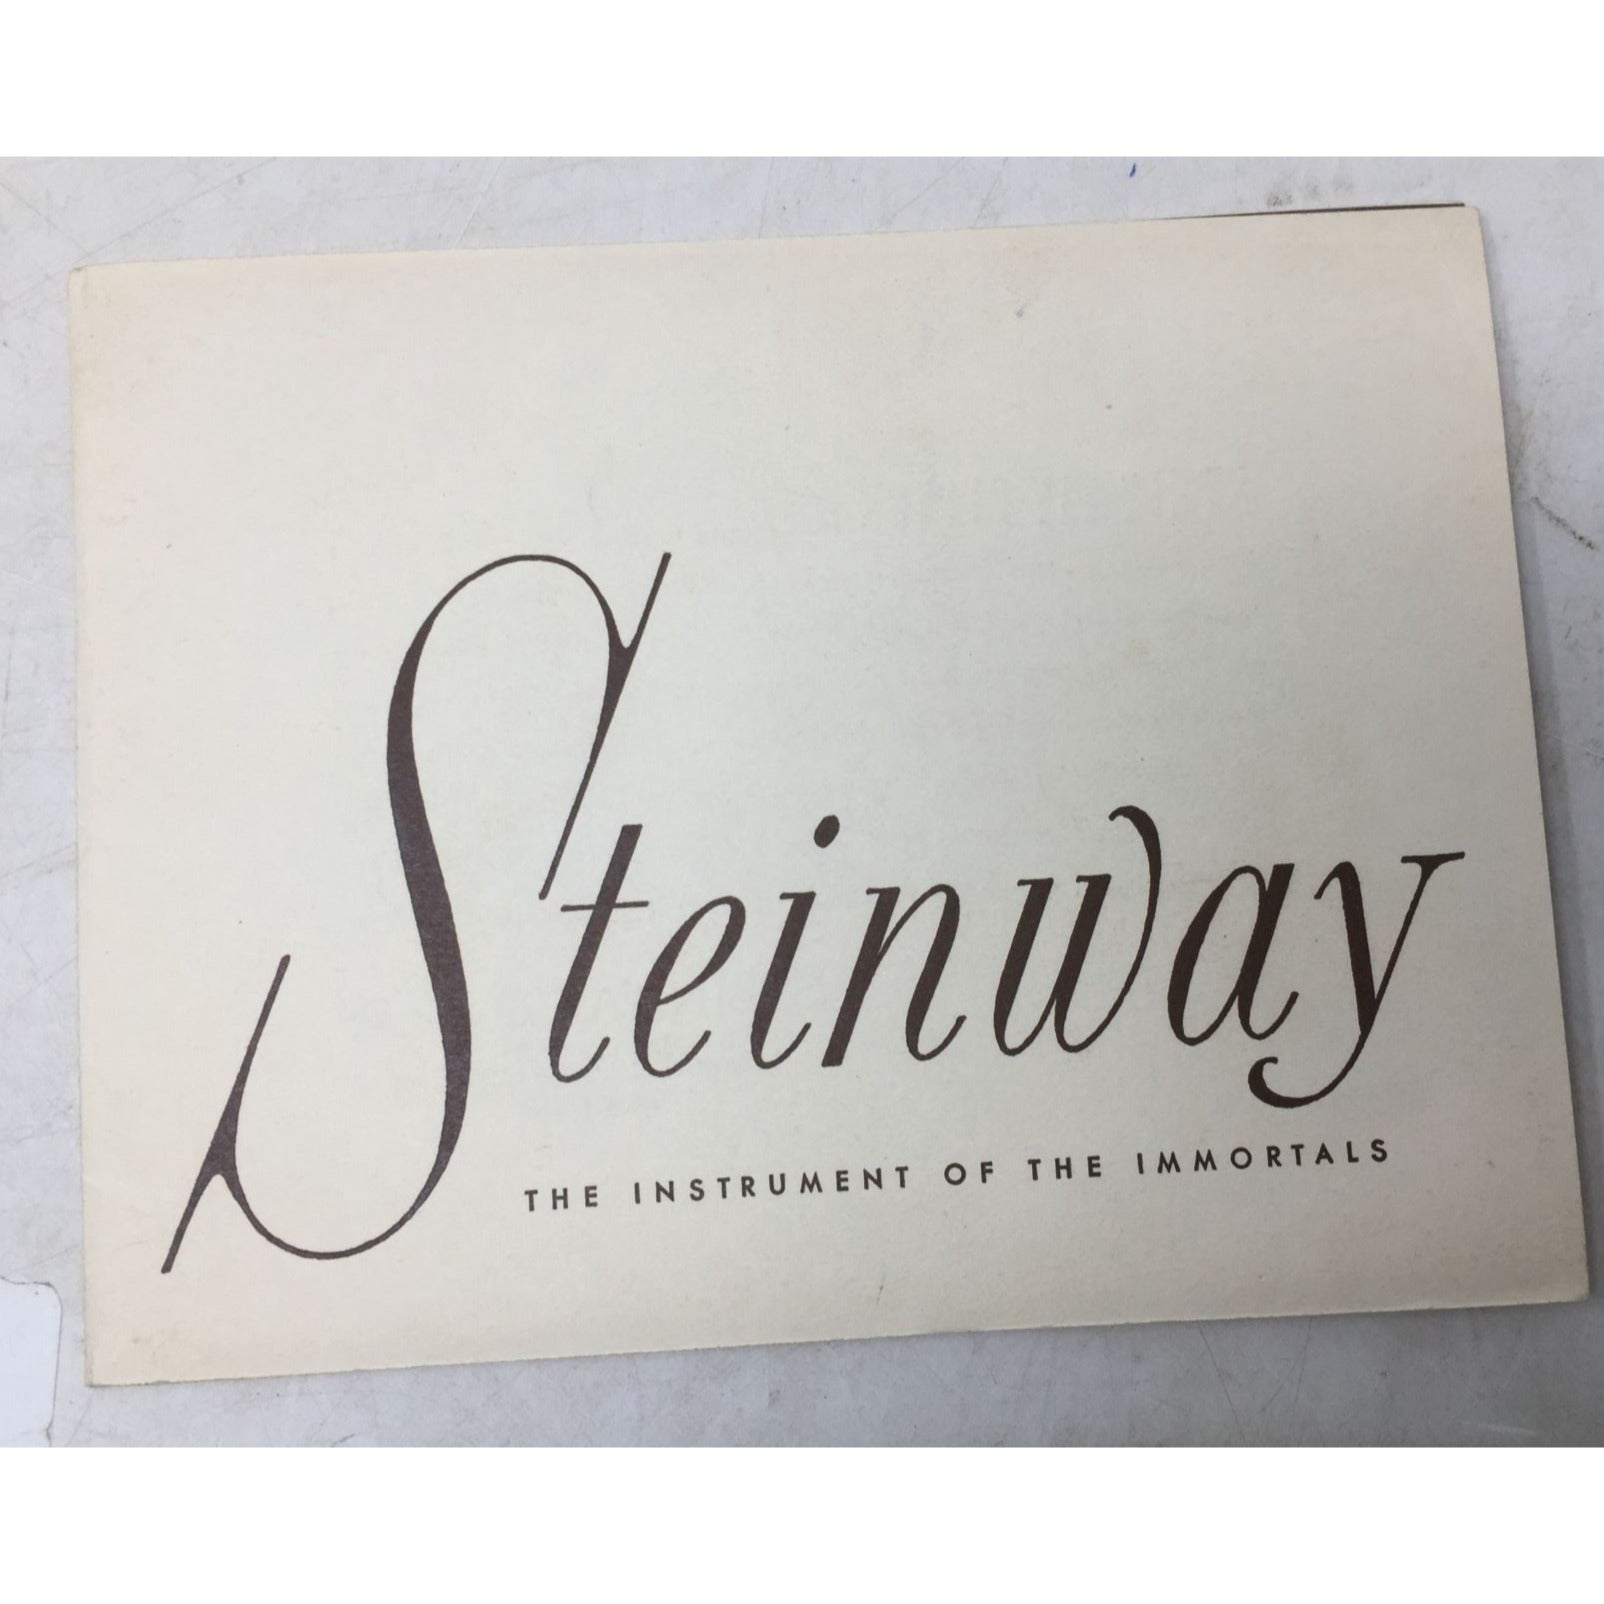 Steinway
THE INSTRUMENT OF THE IMMORTALS